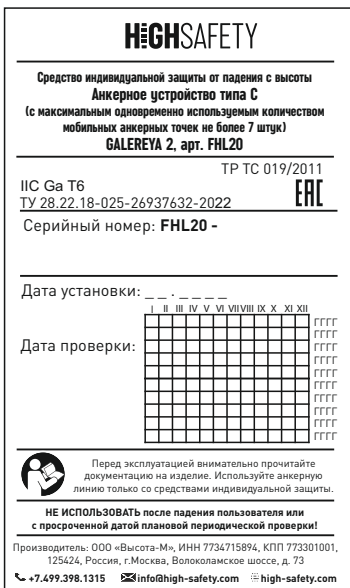 HIGHSAFETY
Средство индивидуальной защиты от падения с высоты
Анкерное устройство типа С
(с максимальным одновременно используемым количеством
мобильных анкерных точек не более 7 штук)
GALEREYA 2, арт. FHL20
ТР ТС 019/2011
IIC Ga T6
EAC
ТУ 28.22.18-025-26937632-2022
Серийный номер: FHL20 -
Дата установки: _ _ . _ _ _ _
I II III IV V VI VII VIII IX X XI XII
Дата проверки:
ГГГГ
ГГГГ
ГГГГ
ГГГГ
ГГГГ
ГГГГ
ГГГГ
ГГГГ
ГГГГ
ГГГГ
Перед эксплуатацией внимательно прочитайте
документацию на изделие. Используйте анкерную
линию только со средствами индивидуальной защиты.
НЕ ИСПОЛЬЗОВАТЬ после падения пользователя или
с просроченной датой плановой периодической проверки!
Производитель: ООО «Высота-М», ИНН 7734715894, КПП 773301001,
125424, Россия, г.Москва, Волоколамское шоссе, д. 73
+7.499.398.1315 info@high-safety.com high-safety.com